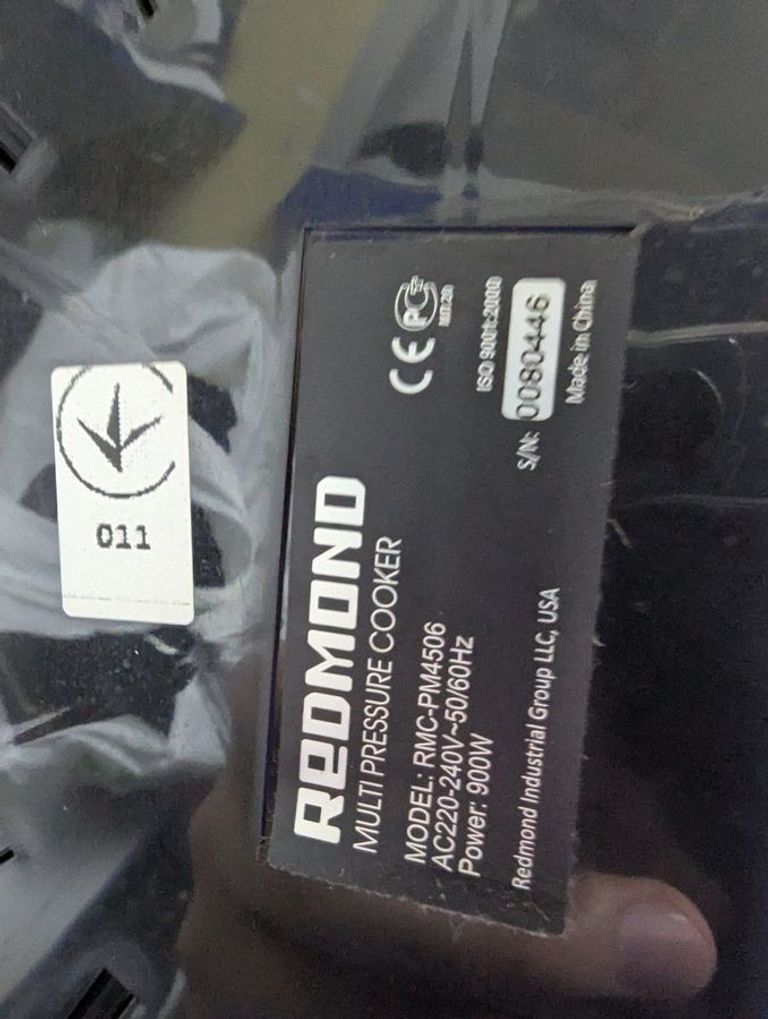 REDMOND
MULTI PRESSURE COOKER
MODEL: RMC-PM4506
AC220-240V~50/60Hz
Power: 900W
Redmond Industrial Group LLC, USA
CE
ISO 9001:2000
S/N: 0080446
Made in China
011